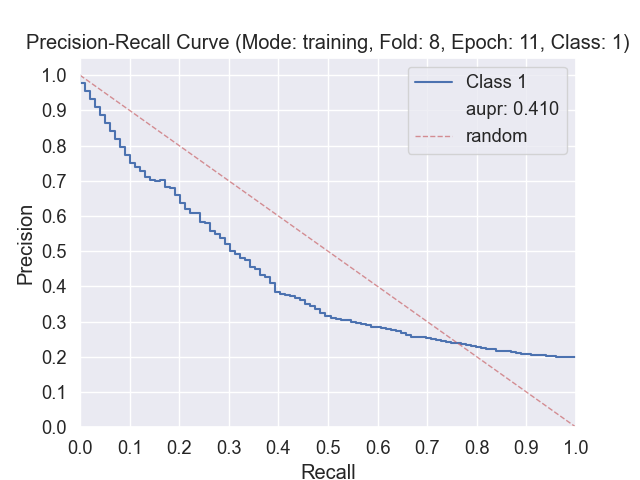 Precision-Recall Curve (Mode: training, Fold: 8, Epoch: 11, Class: 1)
Class 1
aupr: 0.410
random
1.0
0.9
0.8
0.7
0.6
0.5
0.4
0.3
0.2
0.1
0.0
Precision
0.0 0.1 0.2 0.3 0.4 0.5 0.6 0.7 0.8 0.9 1.0
Recall